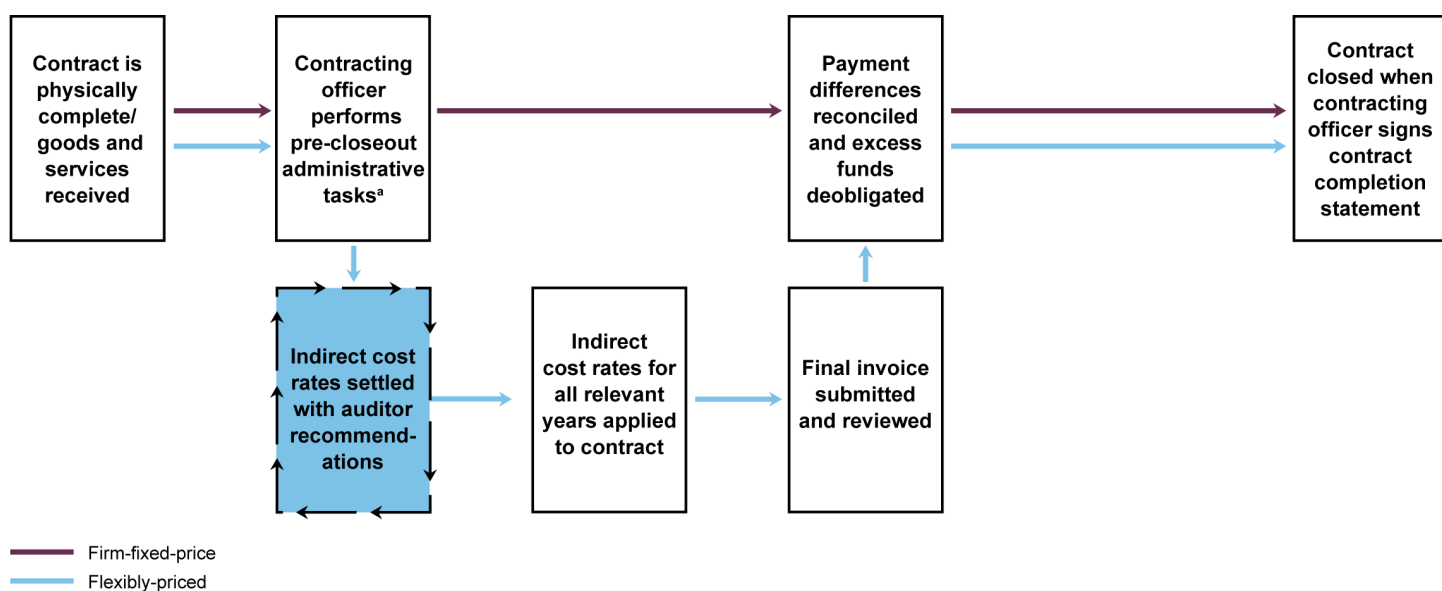 Contract is
physically
complete/
goods and
services
received
Contracting
officer
performs
pre-closeout
administrative
tasksᵃ
Payment
differences
reconciled
and excess
funds
deobligated
Contract
closed when
contracting
officer signs
contract
completion
statement
Indirect cost
rates settled
with auditor
recommend-
ations
Indirect
cost rates for
all relevant
years applied
to contract
Final invoice
submitted
and reviewed
Firm-fixed-price
Flexibly-priced